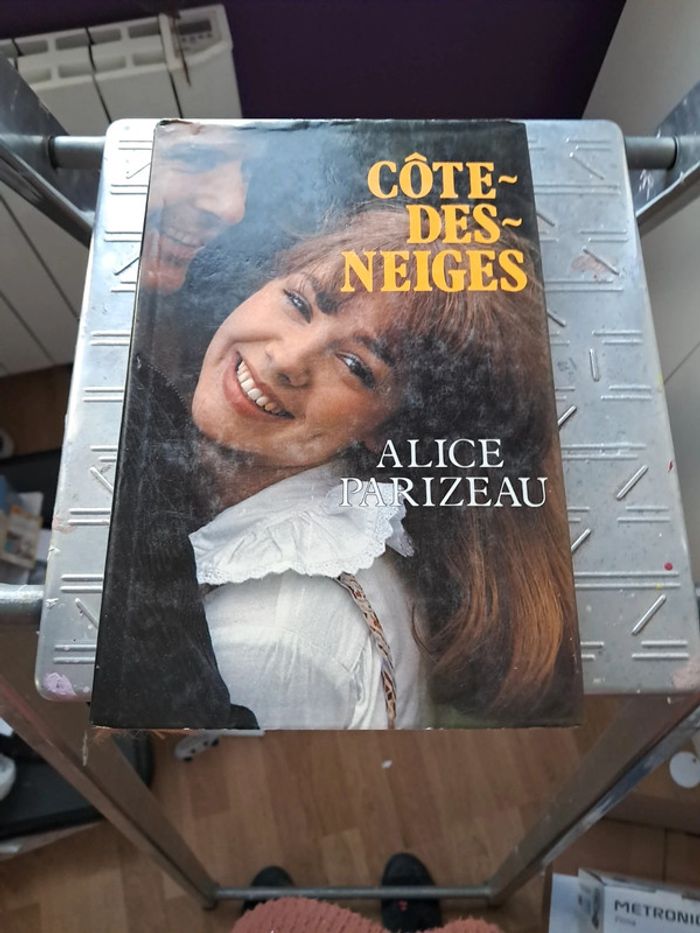 CÔTE-
DES-
NEIGES
ALICE
PARIZEAU
METRONIC